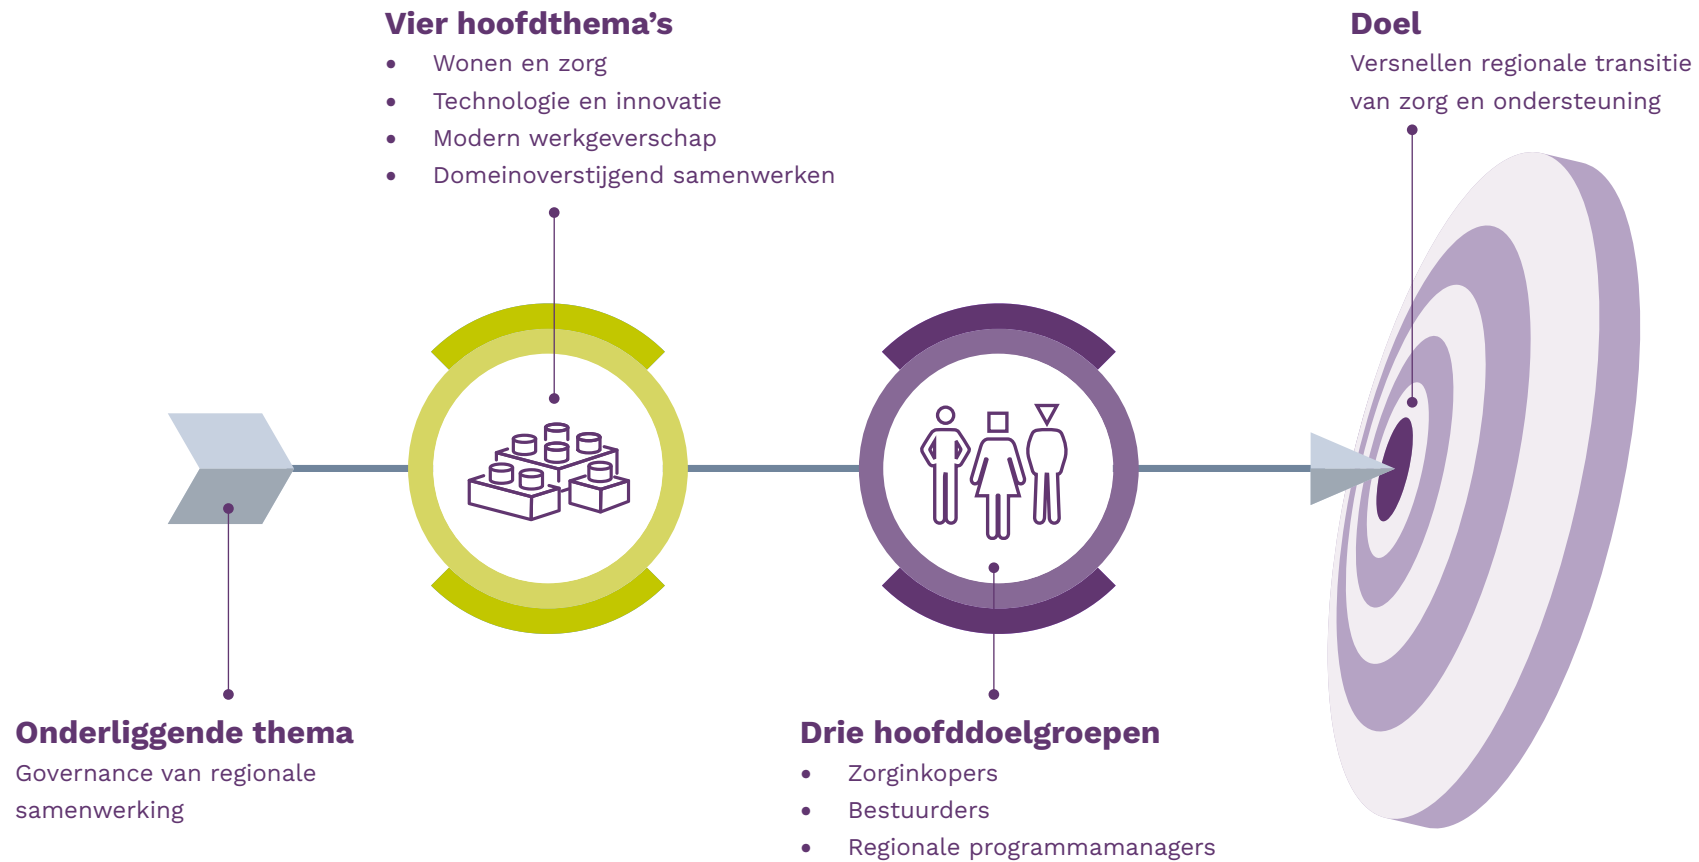 Vier hoofdthema’s
• Wonen en zorg
• Technologie en innovatie
• Modern werkgeverschap
• Domeinoverstijgend samenwerken
Doel
Versnellen regionale transitie
van zorg en ondersteuning
Onderliggende thema
Governance van regionale
samenwerking
Drie hoofddoelgroepen
• Zorginkopers
• Bestuurders
• Regionale programmamanagers